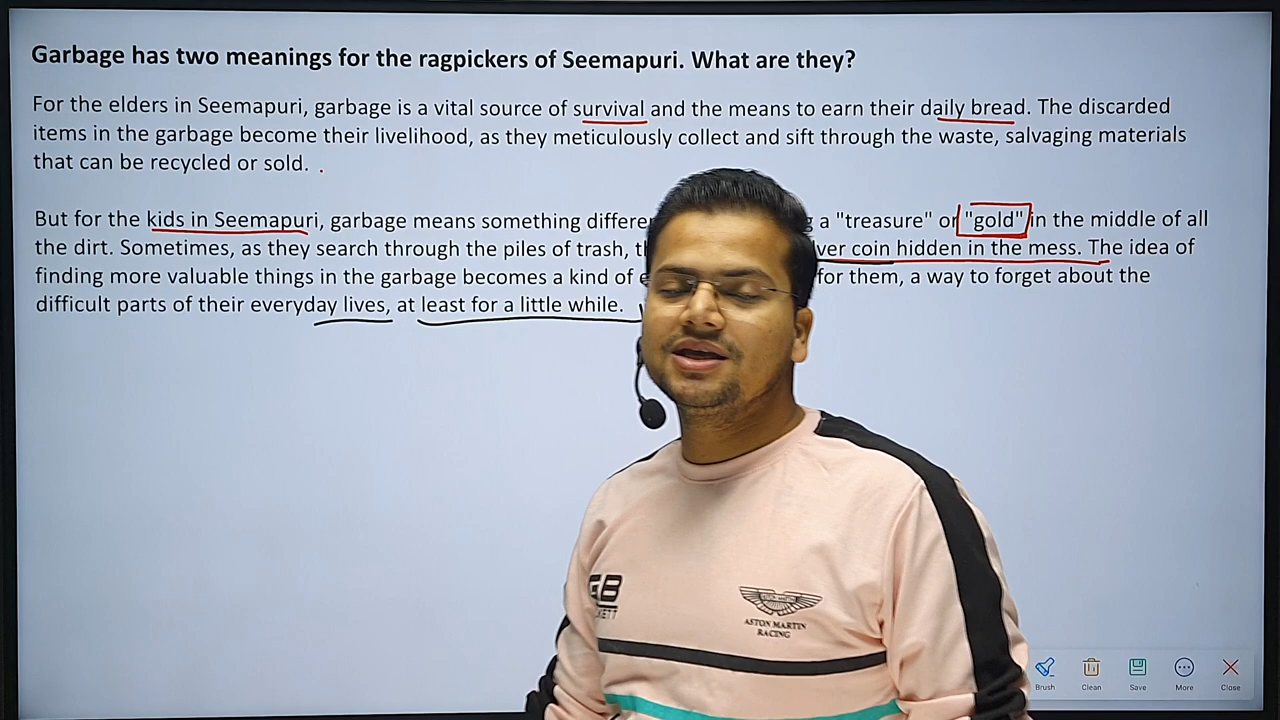 Garbage has two meanings for the ragpickers of Seemapuri. What are they?
For the elders in Seemapuri, garbage is a vital source of survival and the means to earn their daily bread. The discarded
items in the garbage become their livelihood, as they meticulously collect and sift through the waste, salvaging materials
that can be recycled or sold.
But for the kids in Seemapuri, garbage means something a "treasure" or "gold" in the middle of all
the dirt. Sometimes, as they search through the piles of trash, coin hidden in the mess. The idea of
finding more valuable things in the garbage becomes a kind of for them, a way to forget about the
difficult parts of their everyday lives, at least for a little while.
GB
ASTON MARTIN
ASTON MARTIN
RACING
Brush Clean Save More Close